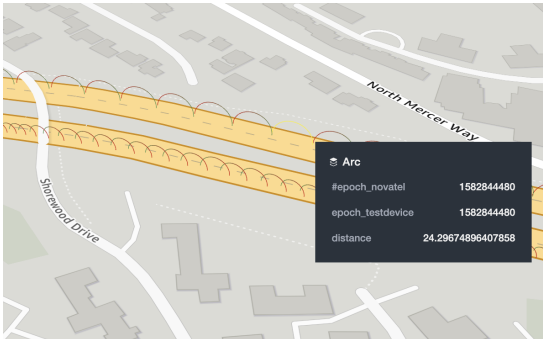 North Mercer Way
Arc
#epoch_novatel 1582844480
epoch_testdevice 1582844480
distance 24.29674896407858
Shorewood Drive